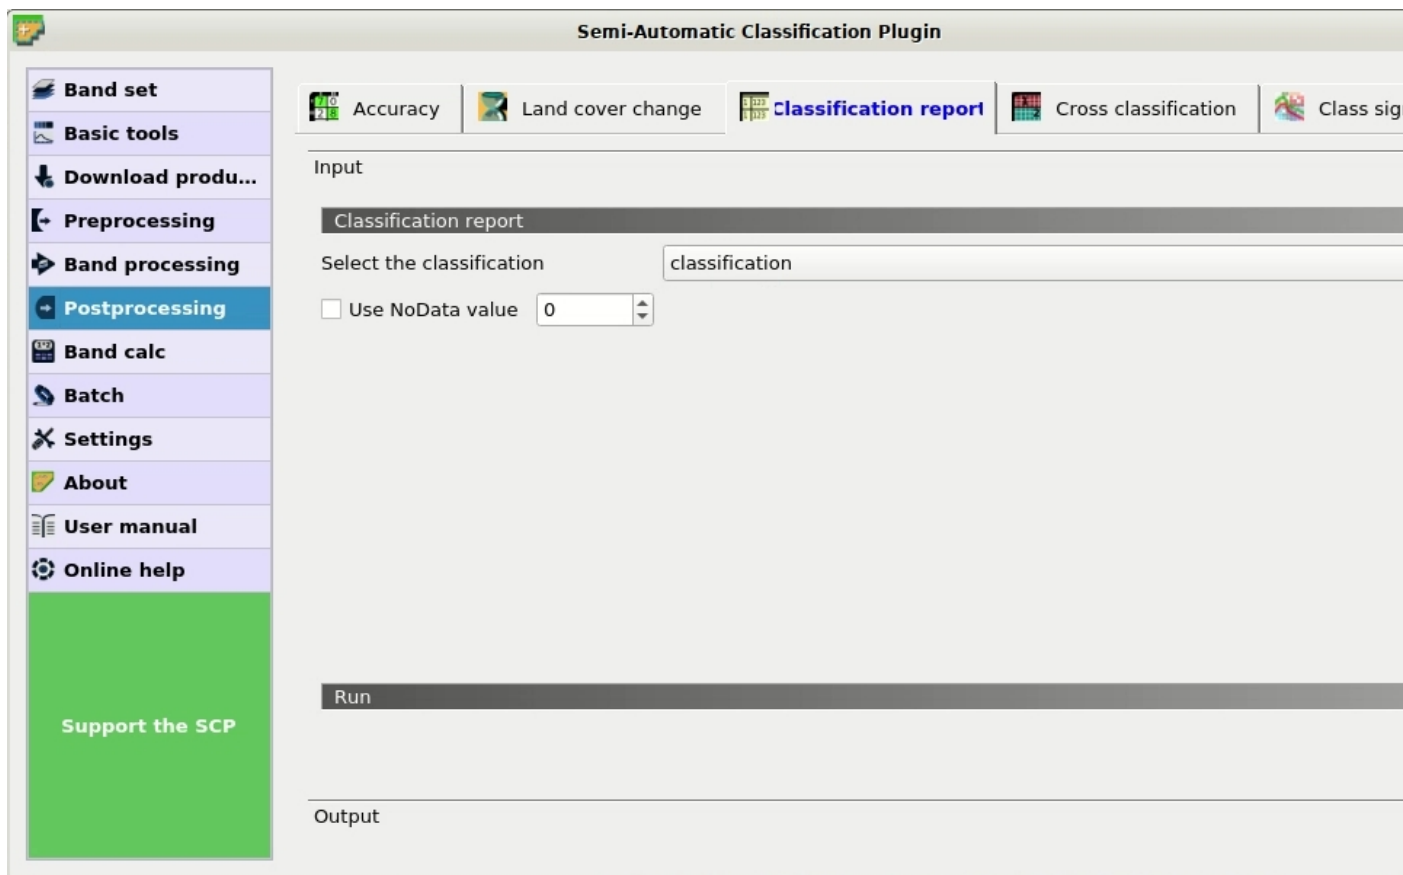 Semi-Automatic Classification Plugin
Band set
Basic tools
Download produ...
Preprocessing
Band processing
Postprocessing
Band calc
Batch
Settings
About
User manual
Online help
Support the SCP
Accuracy
Land cover change
Classification report
Cross classification
Class sig
Input
Classification report
Select the classification
classification
Use NoData value
0
Run
Output